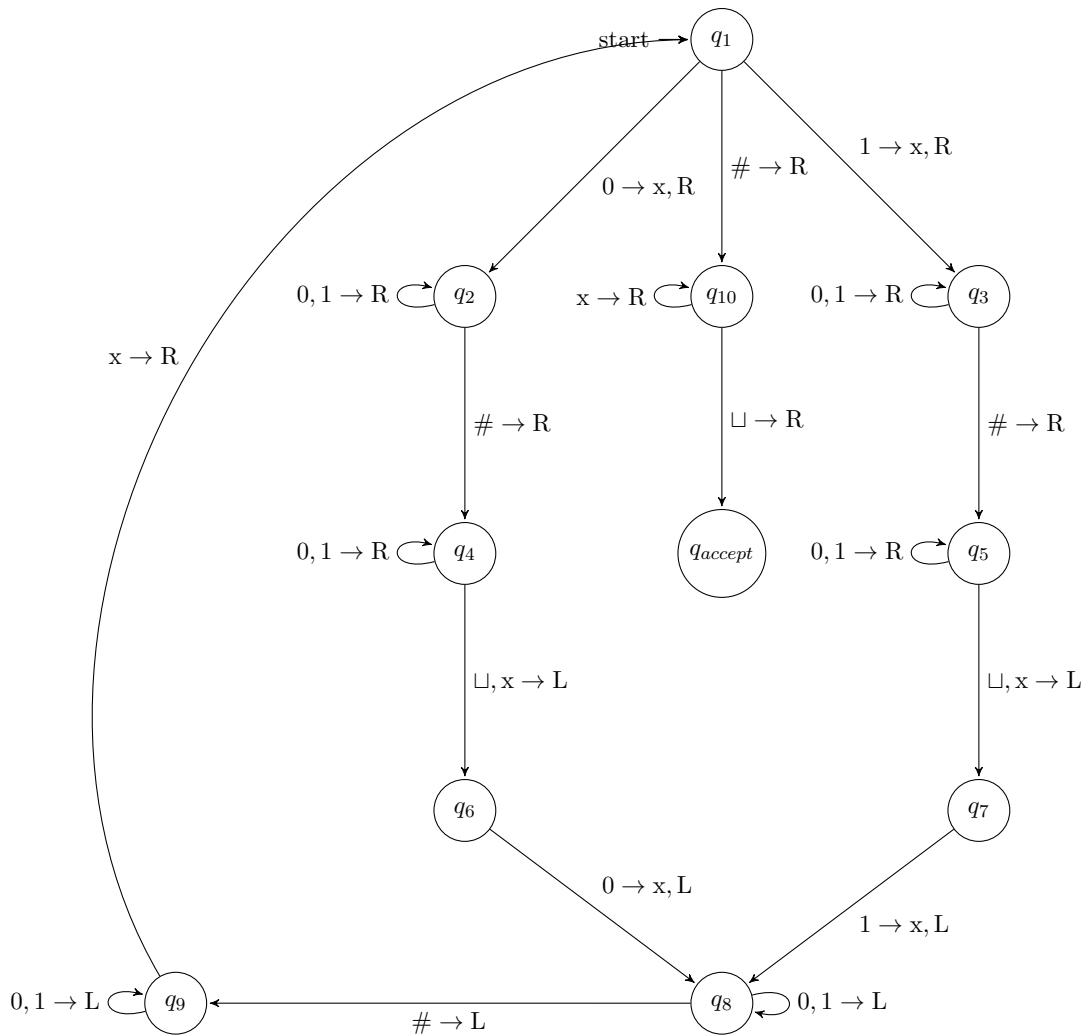 start
q1
1 → x, R
# → R
0 → x, R
0, 1 → R
q2
x → R
q10
0, 1 → R
q3
x → R
# → R
⊔ → R
# → R
0, 1 → R
q4
qaccept
0, 1 → R
q5
⊔, x → L
⊔, x → L
q6
q7
0 → x, L
1 → x, L
0, 1 → L
q9
# → L
q8
0, 1 → L